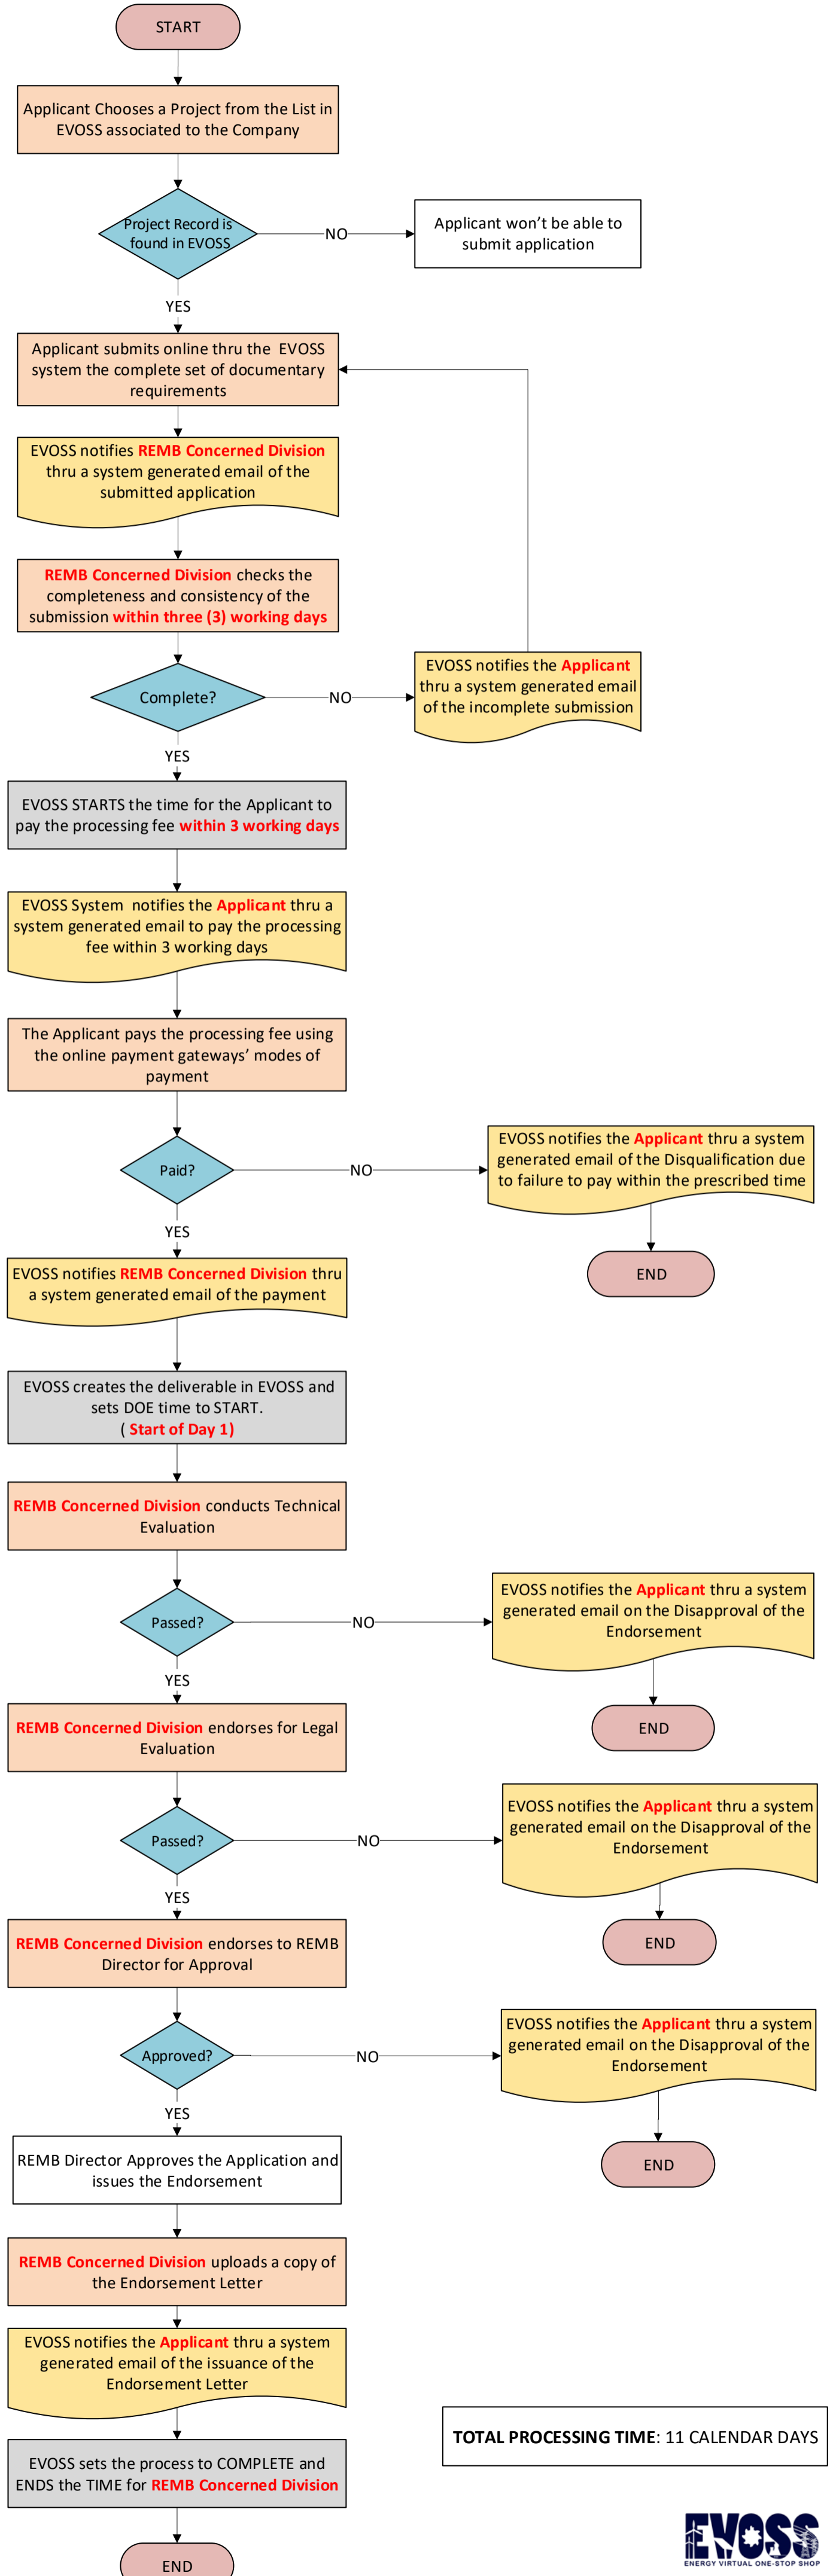 START
Applicant Chooses a Project from the List in
EVOSS associated to the Company
Project Record is
found in EVOSS
NO
Applicant won't be able to
submit application
YES
Applicant submits online thru the EVOSS
system the complete set of documentary
requirements
EVOSS notifies REMB Concerned Division
thru a system generated email of the
submitted application
REMB Concerned Division checks the
completeness and consistency of the
submission within three (3) working days
Complete?
NO
EVOSS notifies the Applicant
thru a system generated email
of the incomplete submission
YES
EVOSS STARTS the time for the Applicant to
pay the processing fee within 3 working days
EVOSS System notifies the Applicant thru a
system generated email to pay the processing
fee within 3 working days
The Applicant pays the processing fee using
the online payment gateways' modes of
payment
Paid?
NO
EVOSS notifies the Applicant thru a system
generated email of the Disqualification due
to failure to pay within the prescribed time
END
YES
EVOSS notifies REMB Concerned Division thru
a system generated email of the payment
EVOSS creates the deliverable in EVOSS and
sets DOE time to START.
( Start of Day 1)
REMB Concerned Division conducts Technical
Evaluation
Passed?
NO
EVOSS notifies the Applicant thru a system
generated email on the Disapproval of the
Endorsement
END
YES
REMB Concerned Division endorses for Legal
Evaluation
Passed?
NO
EVOSS notifies the Applicant thru a system
generated email on the Disapproval of the
Endorsement
END
YES
REMB Concerned Division endorses to REMB
Director for Approval
Approved?
NO
EVOSS notifies the Applicant thru a system
generated email on the Disapproval of the
Endorsement
END
YES
REMB Director Approves the Application and
issues the Endorsement
REMB Concerned Division uploads a copy of
the Endorsement Letter
EVOSS notifies the Applicant thru a system
generated email of the issuance of the
Endorsement Letter
EVOSS sets the process to COMPLETE and
ENDS the TIME for REMB Concerned Division
END
TOTAL PROCESSING TIME: 11 CALENDAR DAYS
EVOSS
ENERGY VIRTUAL ONE-STOP SHOP